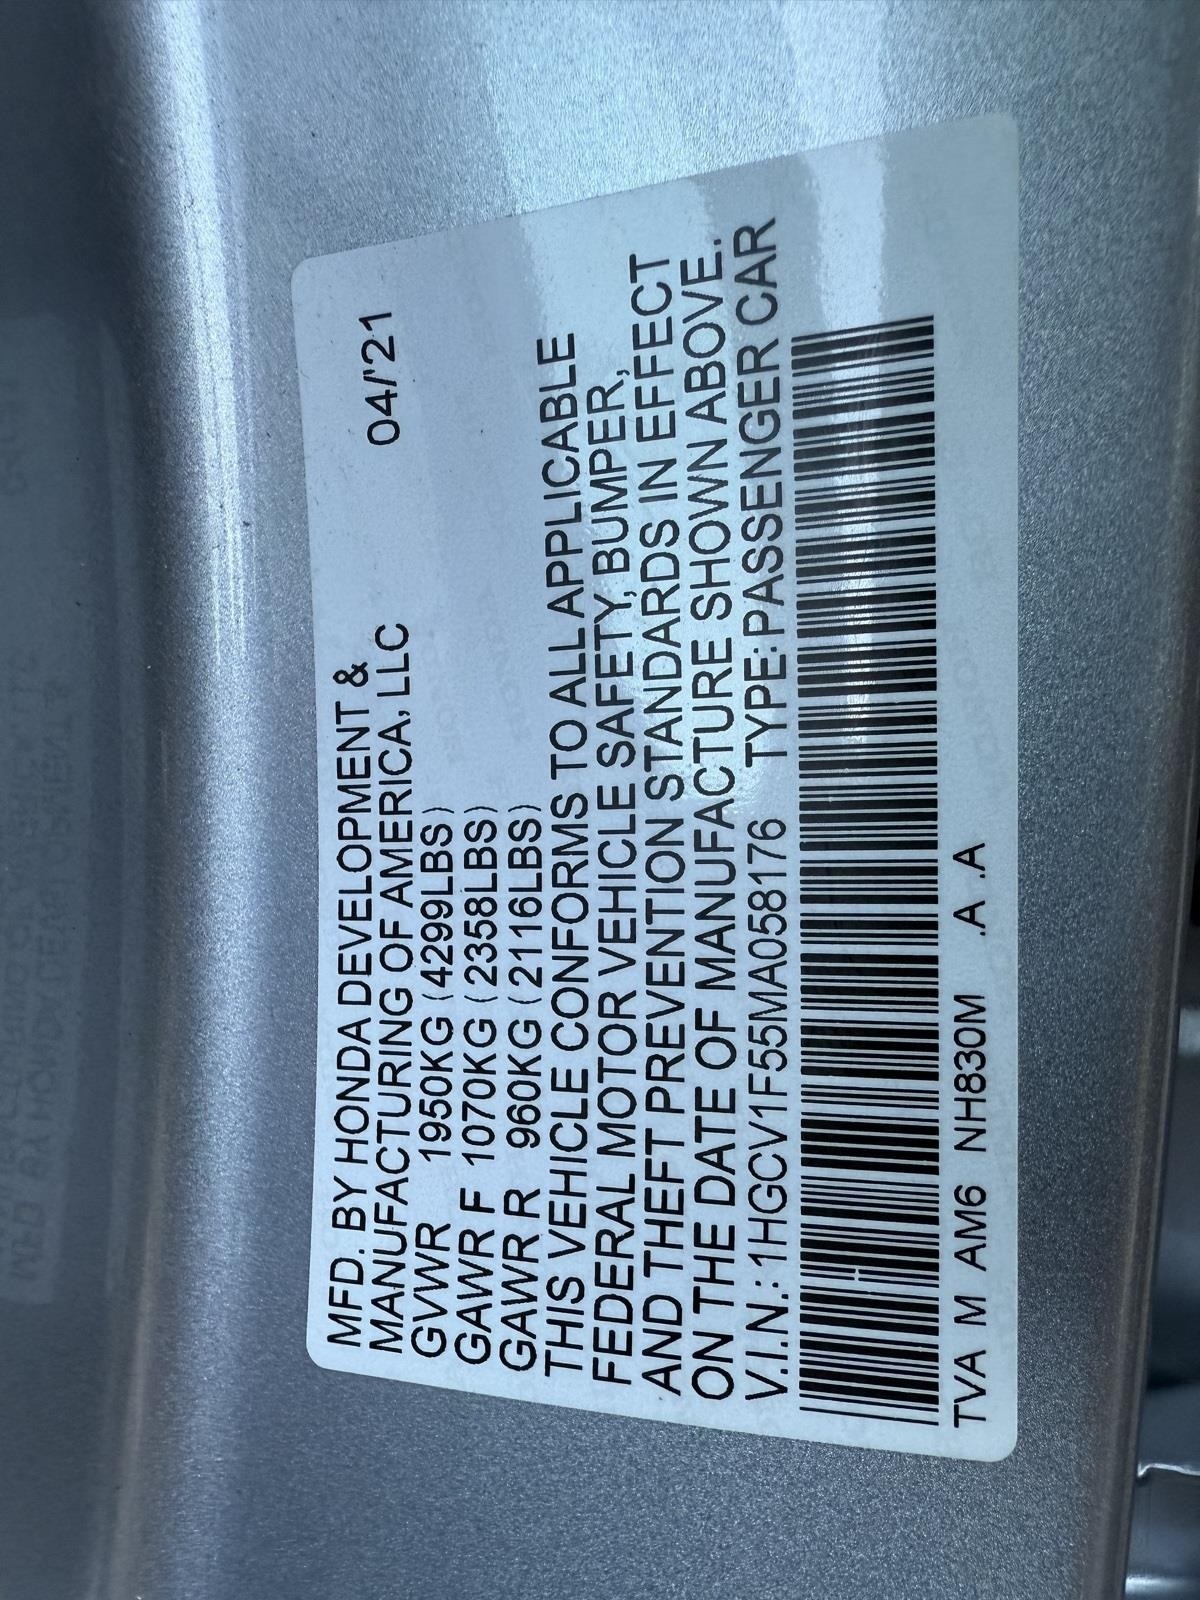 MFD. BY HONDA DEVELOPMENT &
MANUFACTURING OF AMERICA, LLC 04/'21
GVWR 1950KG (4299LBS)
GAWR F 1070KG (2358LBS)
GAWR R 960KG (2116LBS)
THIS VEHICLE CONFORMS TO ALL APPLICABLE
FEDERAL MOTOR VEHICLE SAFETY, BUMPER,
AND THEFT PREVENTION STANDARDS IN EFFECT
ON THE DATE OF MANUFACTURE SHOWN ABOVE.
V.I.N.: 1HGCV1F55MA058176 TYPE: PASSENGER CAR
TVA M AM6 NH830M .A .A